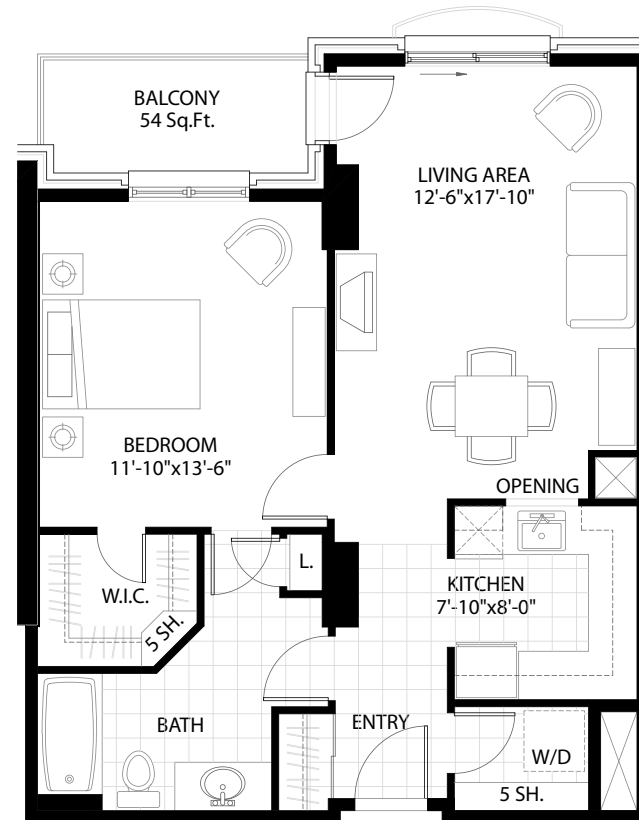 BALCONY
54 Sq.Ft.
LIVING AREA
12'-6"x17'-10"
BEDROOM
11'-10"x13'-6"
OPENING
L.
W.I.C.
KITCHEN
7'-10"x8'-0"
5 SH.
BATH
ENTRY
W/D
5 SH.